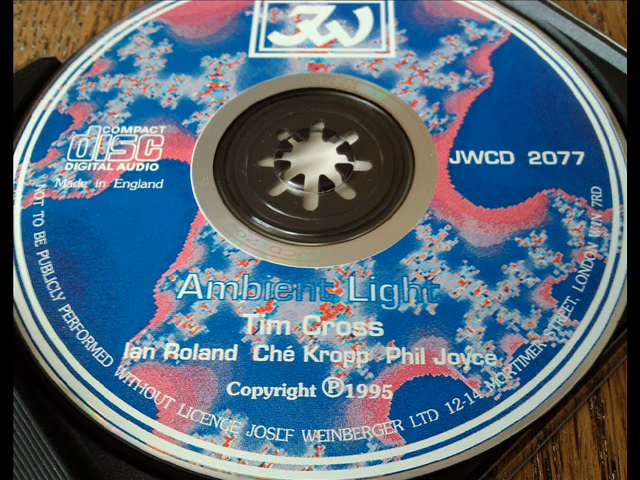 JW
COMPACT
disc
DIGITAL AUDIO
Made in England
JWCD 2077
Ambient Light
Tim Cross
Ian Roland Ché Kropp Phil Joyce
Copyright Ⓟ1995
NOT TO BE PUBLICLY PERFORMED WITHOUT LICENCE JOSEF WEINBERGER LTD 12-14 MORTIMER STREET, LONDON W1N 7RD